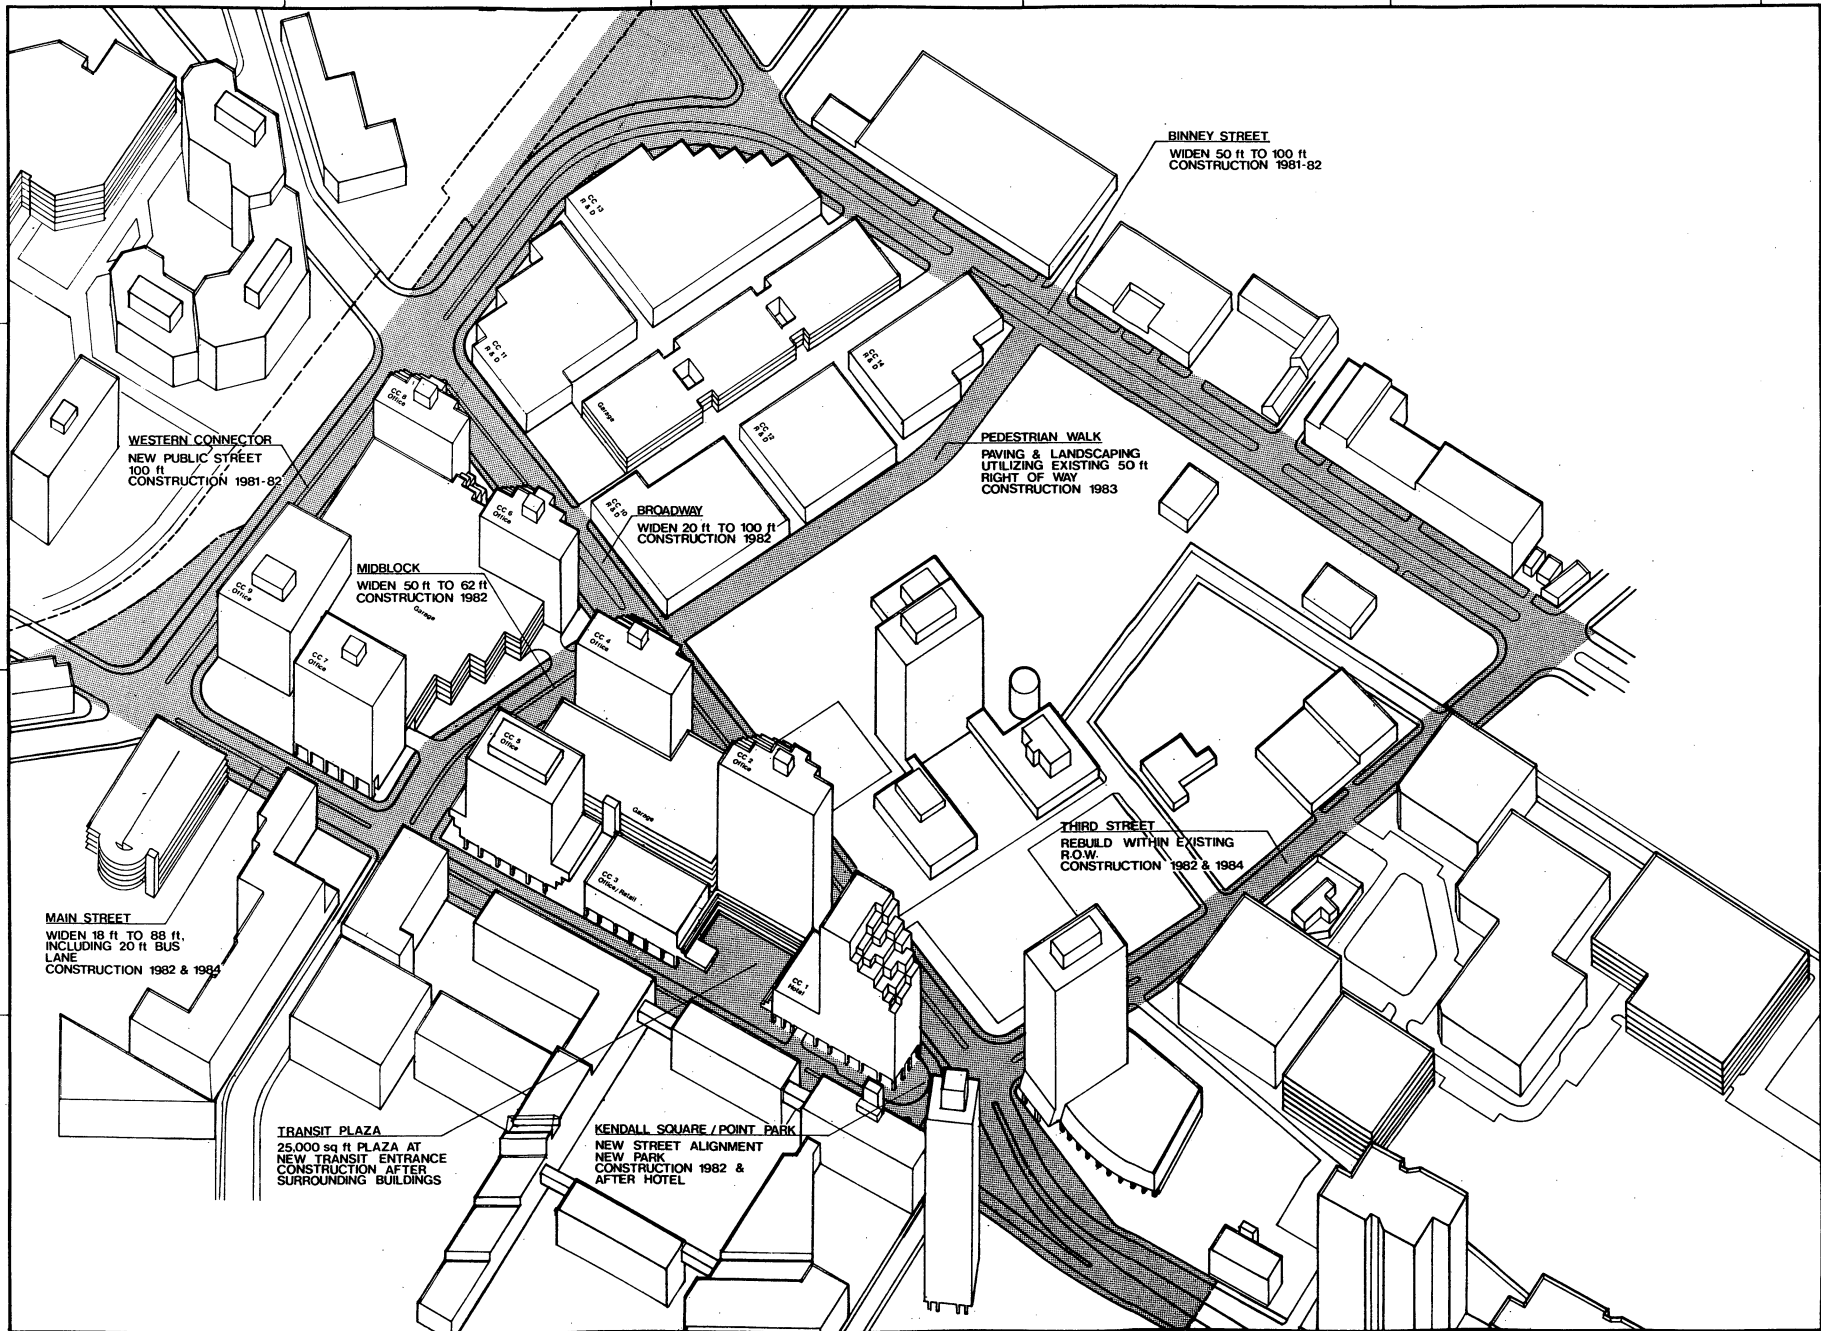 BINNEY STREET
WIDEN 50 ft TO 100 ft
CONSTRUCTION 1981-82
CC 13
R & D
CC 11
R & D
CC 14
R & D
CC 8
Office
Garage
CC 12
R & D
WESTERN CONNECTOR
NEW PUBLIC STREET
100 ft
CONSTRUCTION 1981-82
PEDESTRIAN WALK
PAVING & LANDSCAPING
UTILIZING EXISTING 50 ft
RIGHT OF WAY
CONSTRUCTION 1983
CC 6
Office
CC 10
R & D
BROADWAY
WIDEN 20 ft TO 100 ft
CONSTRUCTION 1982
MIDBLOCK
WIDEN 50 ft TO 62 ft
CONSTRUCTION 1982
CC 9
Office
Garage
CC 7
Office
CC 4
Office
CC 5
Office
CC 2
Office
Garage
THIRD STREET
REBUILD WITHIN EXISTING
R.O.W.
CONSTRUCTION 1982 & 1984
CC 3
Office/Retail
MAIN STREET
WIDEN 18 ft TO 88 ft,
INCLUDING 20 ft BUS
LANE
CONSTRUCTION 1982 & 1984
CC 1
Hotel
TRANSIT PLAZA
25,000 sq ft PLAZA AT
NEW TRANSIT ENTRANCE
CONSTRUCTION AFTER
SURROUNDING BUILDINGS
KENDALL SQUARE / POINT PARK
NEW STREET ALIGNMENT
NEW PARK
CONSTRUCTION 1982 &
AFTER HOTEL